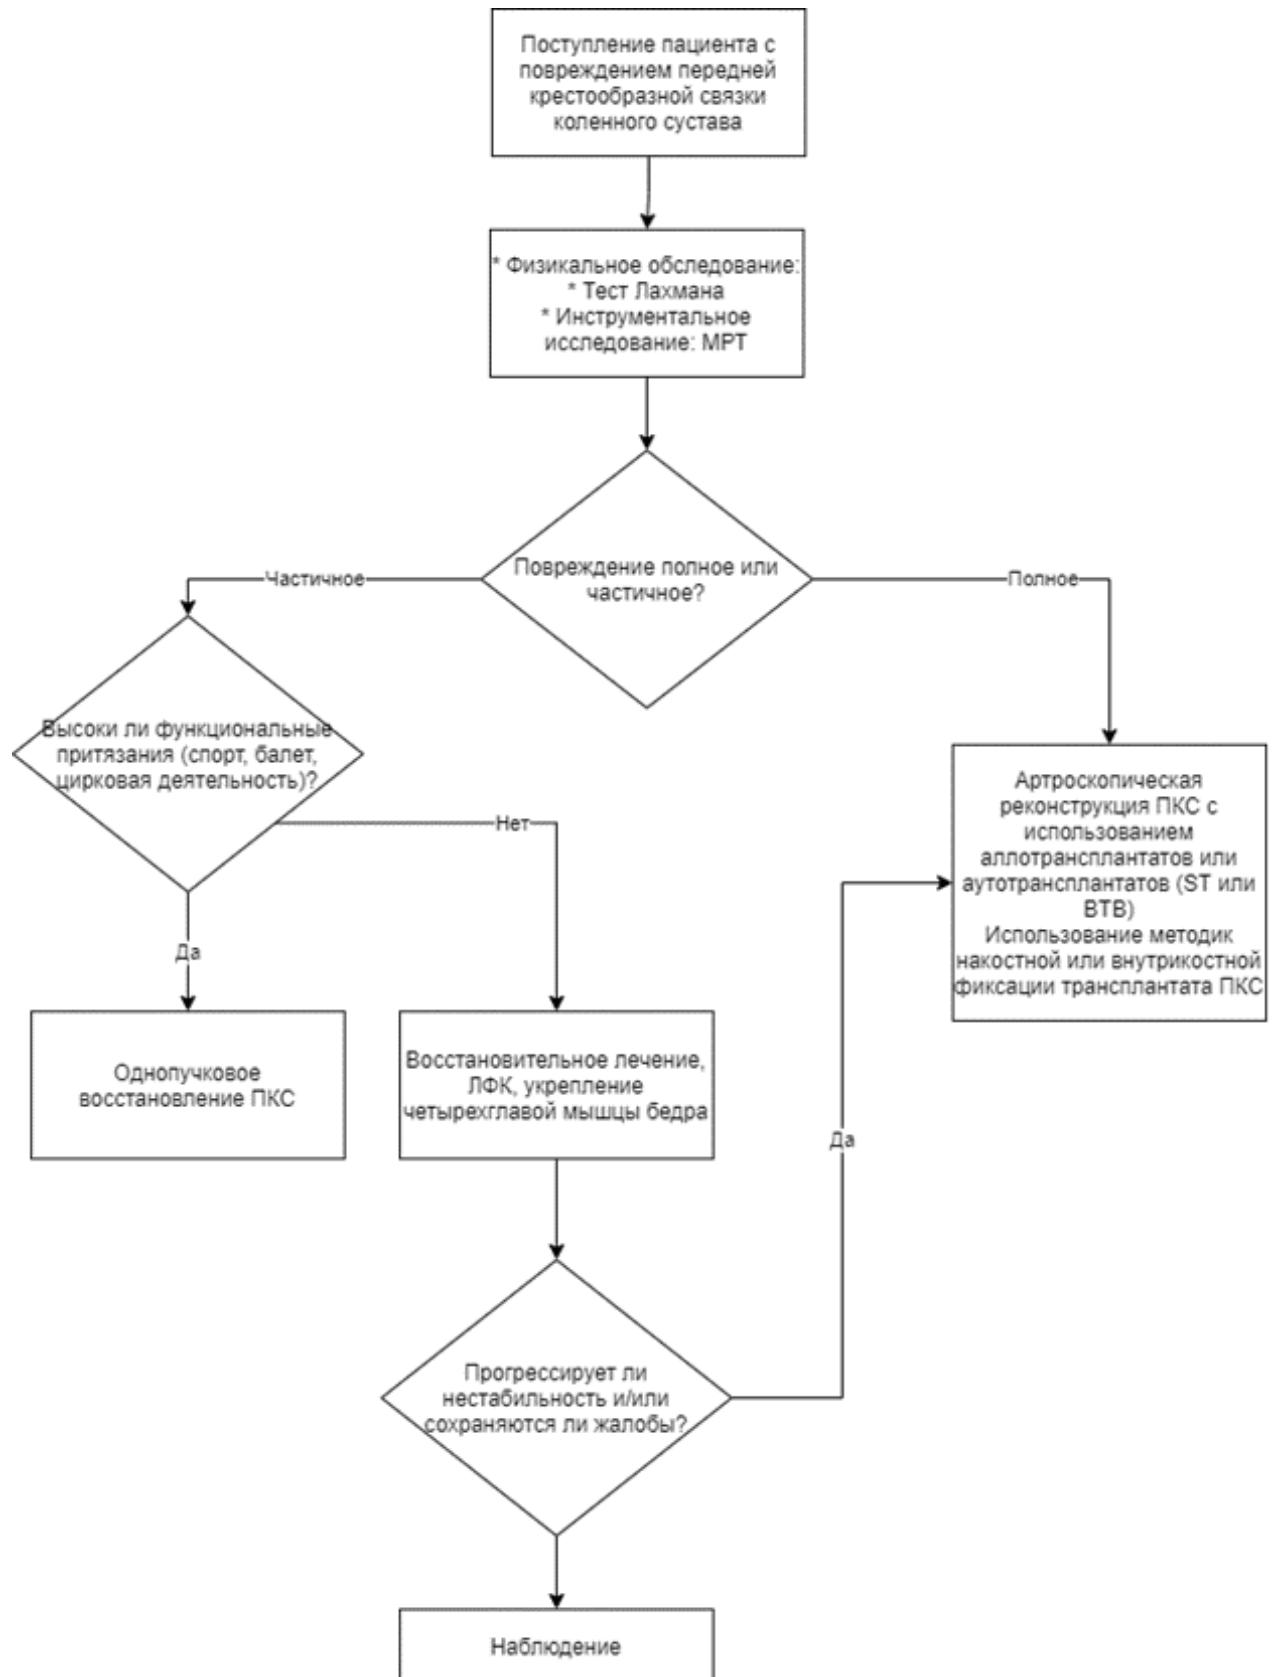 Поступление пациента с
повреждением передней
крестообразной связки
коленного сустава
* Физикальное обследование:
* Тест Лахмана
* Инструментальное
исследование: МРТ
Повреждение полное или
частичное?
Частичное
Полное
Высоки ли функциональные
притязания (спорт, балет,
цирковая деятельность)?
Нет
Да
Артроскопическая
реконструкция ПКС с
использованием
аллотрансплантатов или
аутотрансплантатов (ST или
BTB)
Использование методик
накостной или внутрикостной
фиксации трансплантата ПКС
Однопучковое
восстановление ПКС
Восстановительное лечение,
ЛФК, укрепление
четырехглавой мышцы бедра
Да
Прогрессирует ли
нестабильность и/или
сохраняются ли жалобы?
Наблюдение